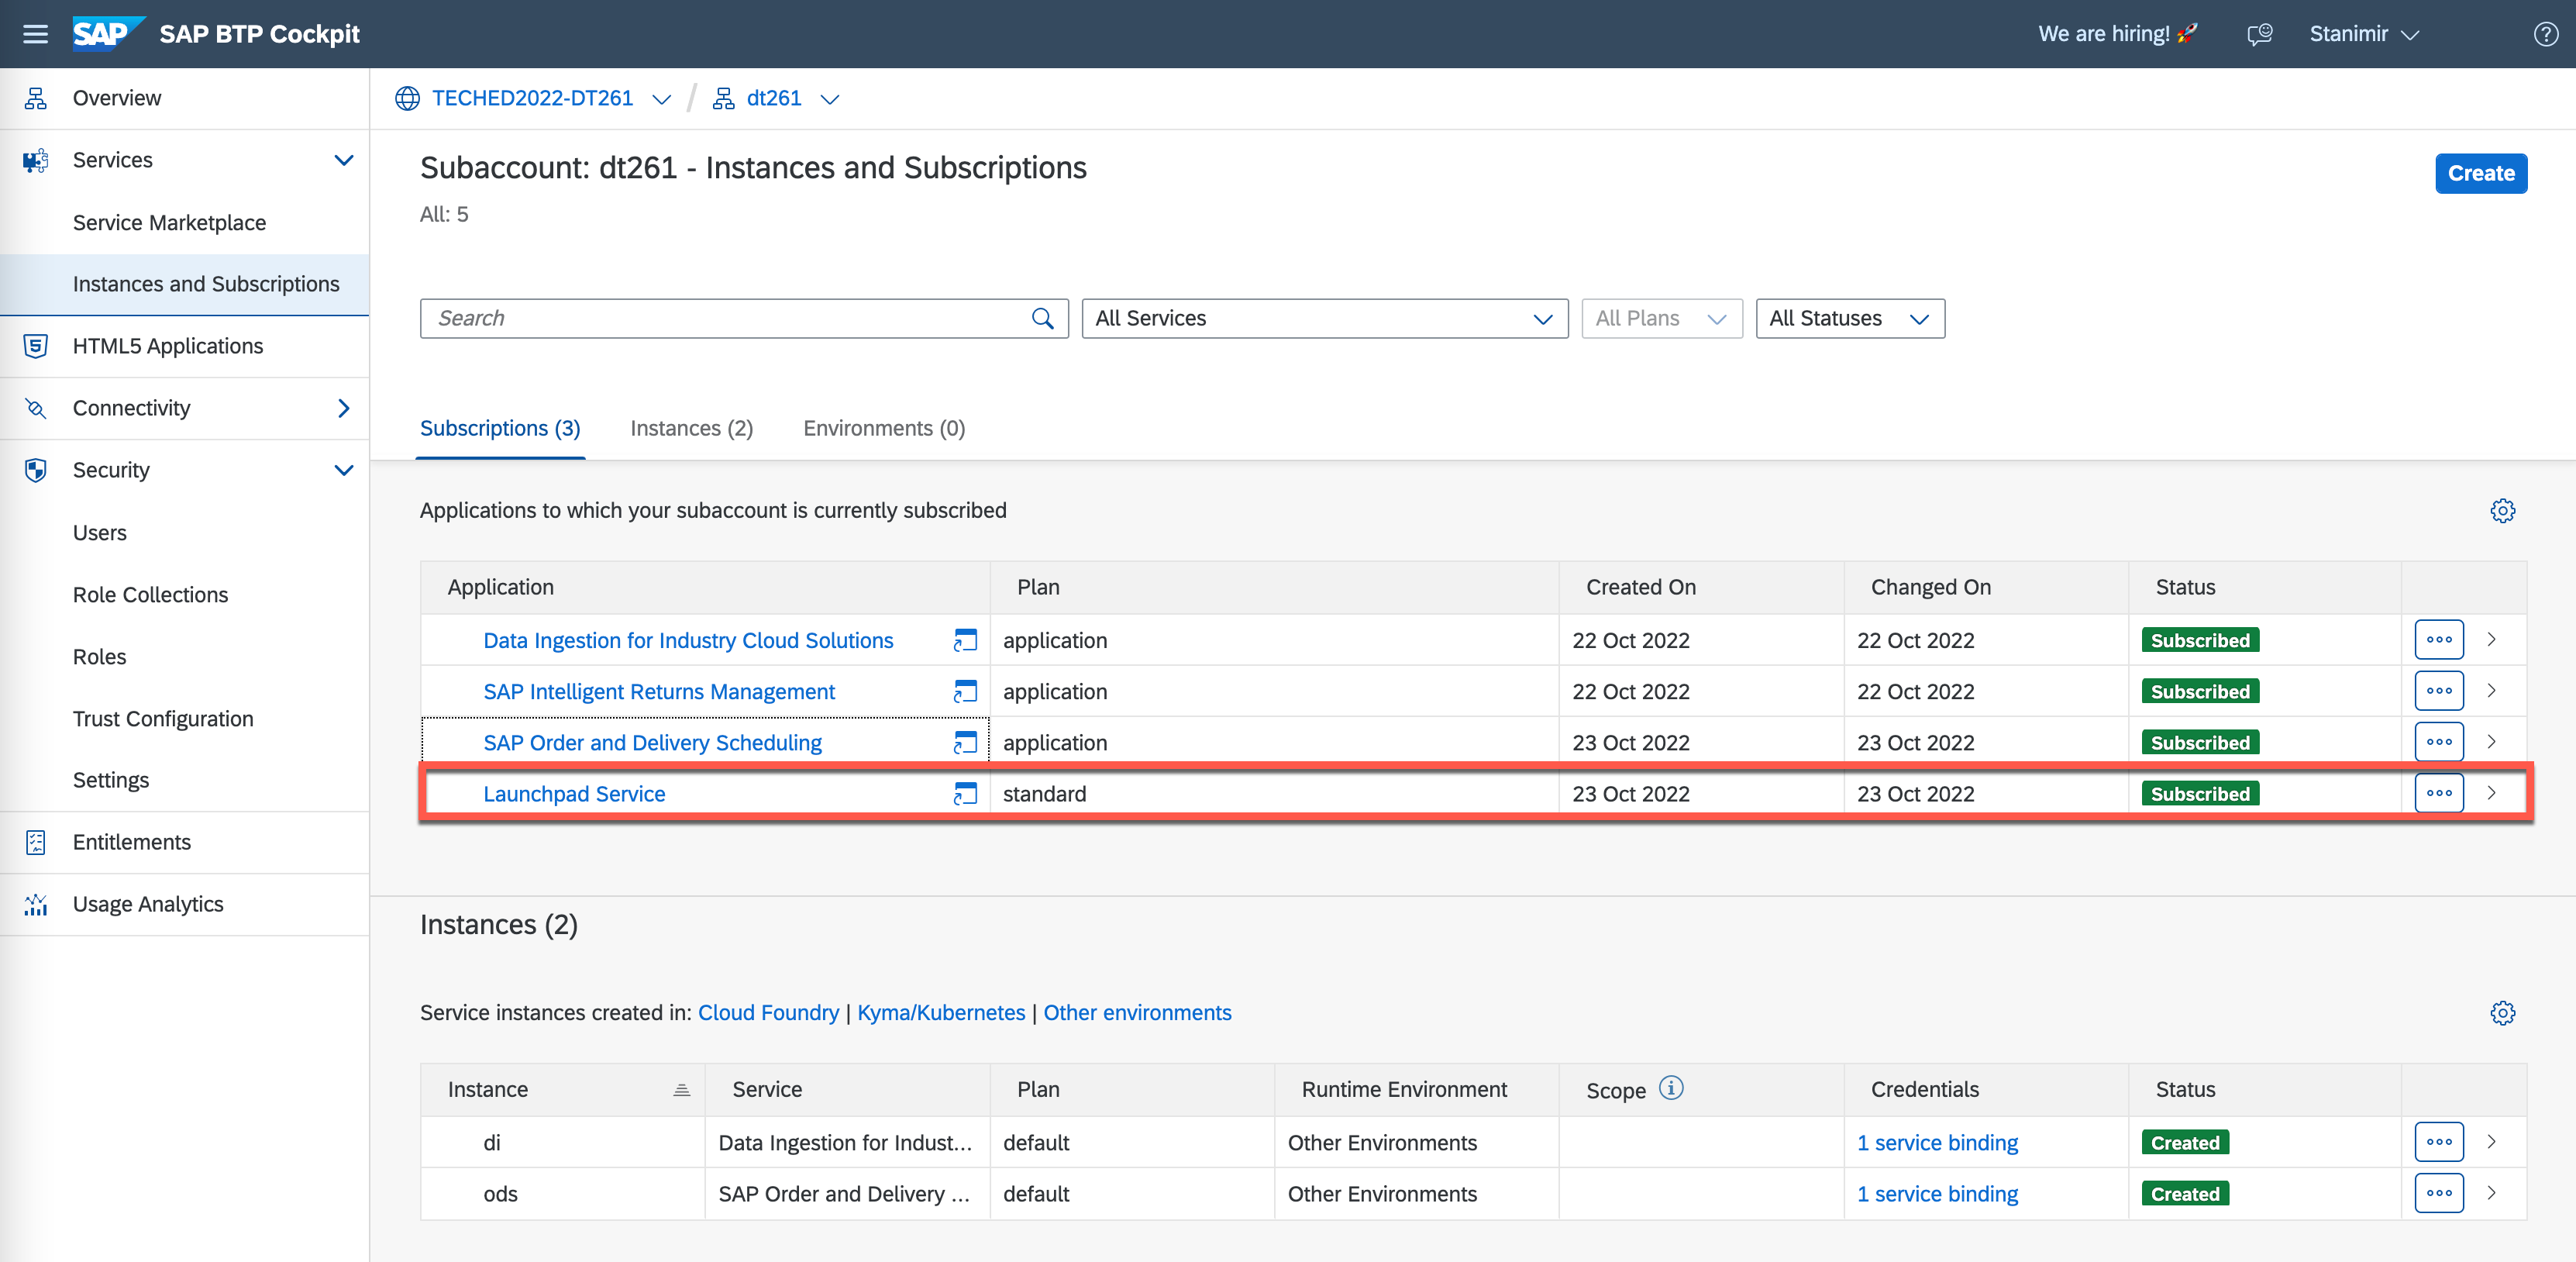 SAP SAP BTP Cockpit We are hiring! 🚀 Stanimir
Overview
Services
Service Marketplace
Instances and Subscriptions
HTML5 Applications
Connectivity
Security
Users
Role Collections
Roles
Trust Configuration
Settings
Entitlements
Usage Analytics
TECHED2022-DT261 / dt261
Subaccount: dt261 - Instances and Subscriptions Create
All: 5
Search All Services All Plans All Statuses
Subscriptions (3) Instances (2) Environments (0)
Applications to which your subaccount is currently subscribed
Application Plan Created On Changed On Status
Data Ingestion for Industry Cloud Solutions application 22 Oct 2022 22 Oct 2022 Subscribed
SAP Intelligent Returns Management application 22 Oct 2022 22 Oct 2022 Subscribed
SAP Order and Delivery Scheduling application 23 Oct 2022 23 Oct 2022 Subscribed
Launchpad Service standard 23 Oct 2022 23 Oct 2022 Subscribed
Instances (2)
Service instances created in: Cloud Foundry | Kyma/Kubernetes | Other environments
Instance Service Plan Runtime Environment Scope Credentials Status
di Data Ingestion for Indust... default Other Environments 1 service binding Created
ods SAP Order and Delivery ... default Other Environments 1 service binding Created